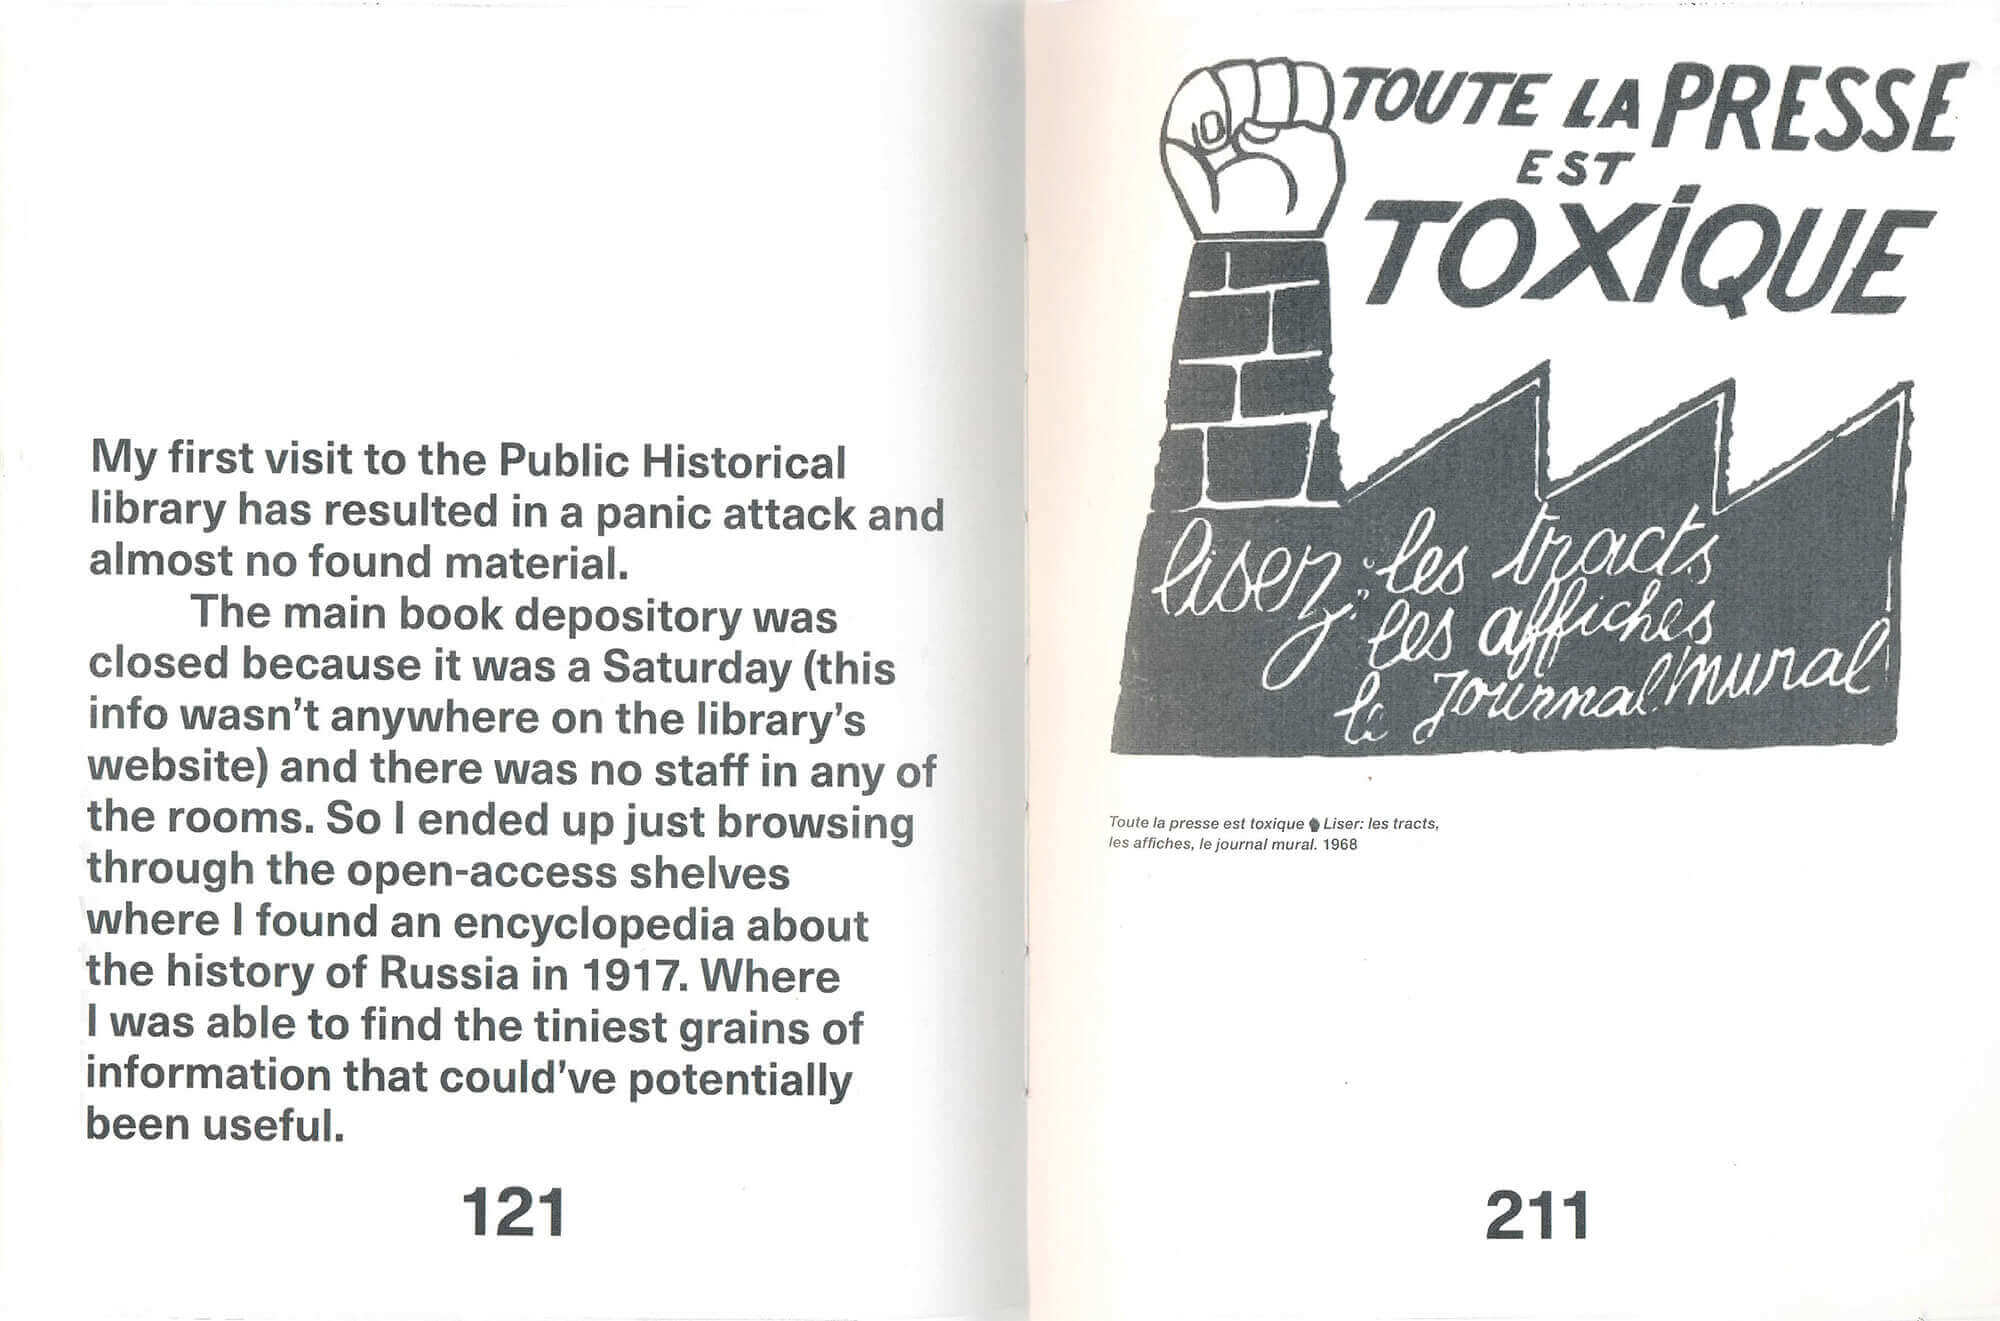 My first visit to the Public Historical
library has resulted in a panic attack and
almost no found material.
The main book depository was
closed because it was a Saturday (this
info wasn't anywhere on the library's
website) and there was no staff in any of
the rooms. So I ended up just browsing
through the open-access shelves
where I found an encyclopedia about
the history of Russia in 1917. Where
I was able to find the tiniest grains of
information that could've potentially
been useful.
121
TOUTE LA PRESSE
EST
TOXiQUE
lisez: les tracts
les affiches
le journal mural
Toute la presse est toxique Liser: les tracts,
les affiches, le journal mural. 1968
211